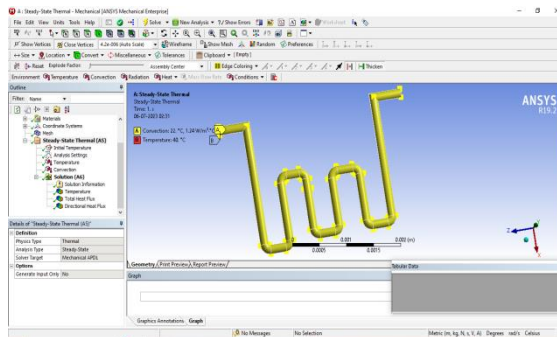 A : Steady-State Thermal - Mechanical [ANSYS Mechanical Enterprise]
File Edit View Units Tools Help Solve New Analysis ?/ Show Errors Worksheet
Show Vertices Close Vertices 4.2e-006 (Auto Scale) Wireframe Show Mesh Random Preferences
Size Location Convert Miscellaneous Tolerances Clipboard [Empty]
Reset Explode Factor: Assembly Center Edge Coloring Thicken
Environment Temperature Convection Radiation Heat Conditions
Outline
Filter: Name
Materials
Coordinate Systems
Mesh
Steady-State Thermal (A5)
Initial Temperature
Analysis Settings
Temperature
Convection
Solution (A6)
Solution Information
Temperature
Total Heat Flux
Directional Heat Flux
Details of "Steady-State Thermal (A5)"
Definition
Physics Type Thermal
Analysis Type Steady-State
Solver Target Mechanical APDL
Options
Generate Input Only No
A: Steady-State Thermal
Steady-State Thermal
Time: 1. s
A Convection: 22. °C,
B Temperature:
A
B
ANSYS
R19.2
0.001
0.002 (m)
0.0005
0.0015
Z
Geometry Print Preview Report Preview
Graph
Tabular Data
Graphics Annotations Graph
No Messages No Selection Metric (m, kg, N, s, V, A) Degrees rad/s Celsius